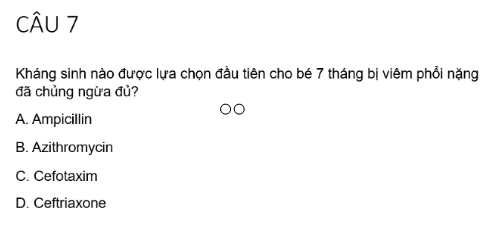 CÂU 7
Kháng sinh nào được lựa chọn đầu tiên cho bé 7 tháng bị viêm phổi nặng
đã chủng ngừa đủ?
A. Ampicillin
B. Azithromycin
C. Cefotaxim
D. Ceftriaxone